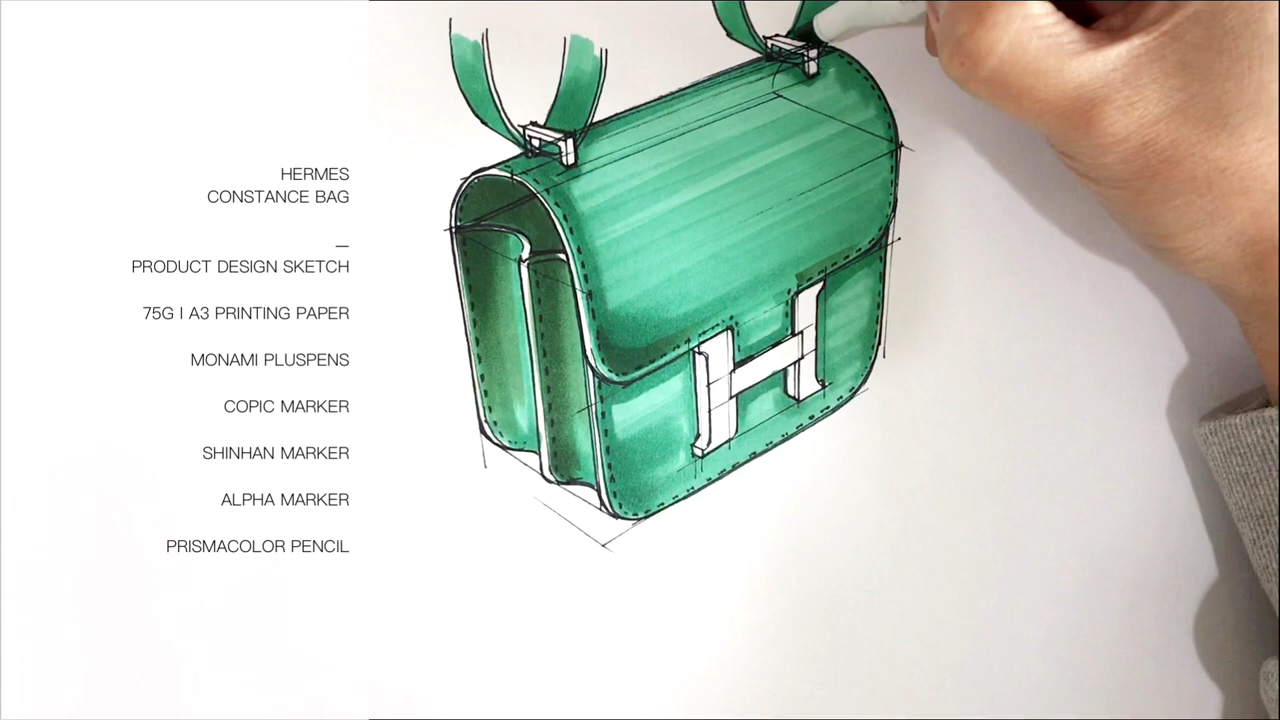 HERMES
CONSTANCE BAG
—
PRODUCT DESIGN SKETCH
75G I A3 PRINTING PAPER
MONAMI PLUSPENS
COPIC MARKER
SHINHAN MARKER
ALPHA MARKER
PRISMACOLOR PENCIL
H